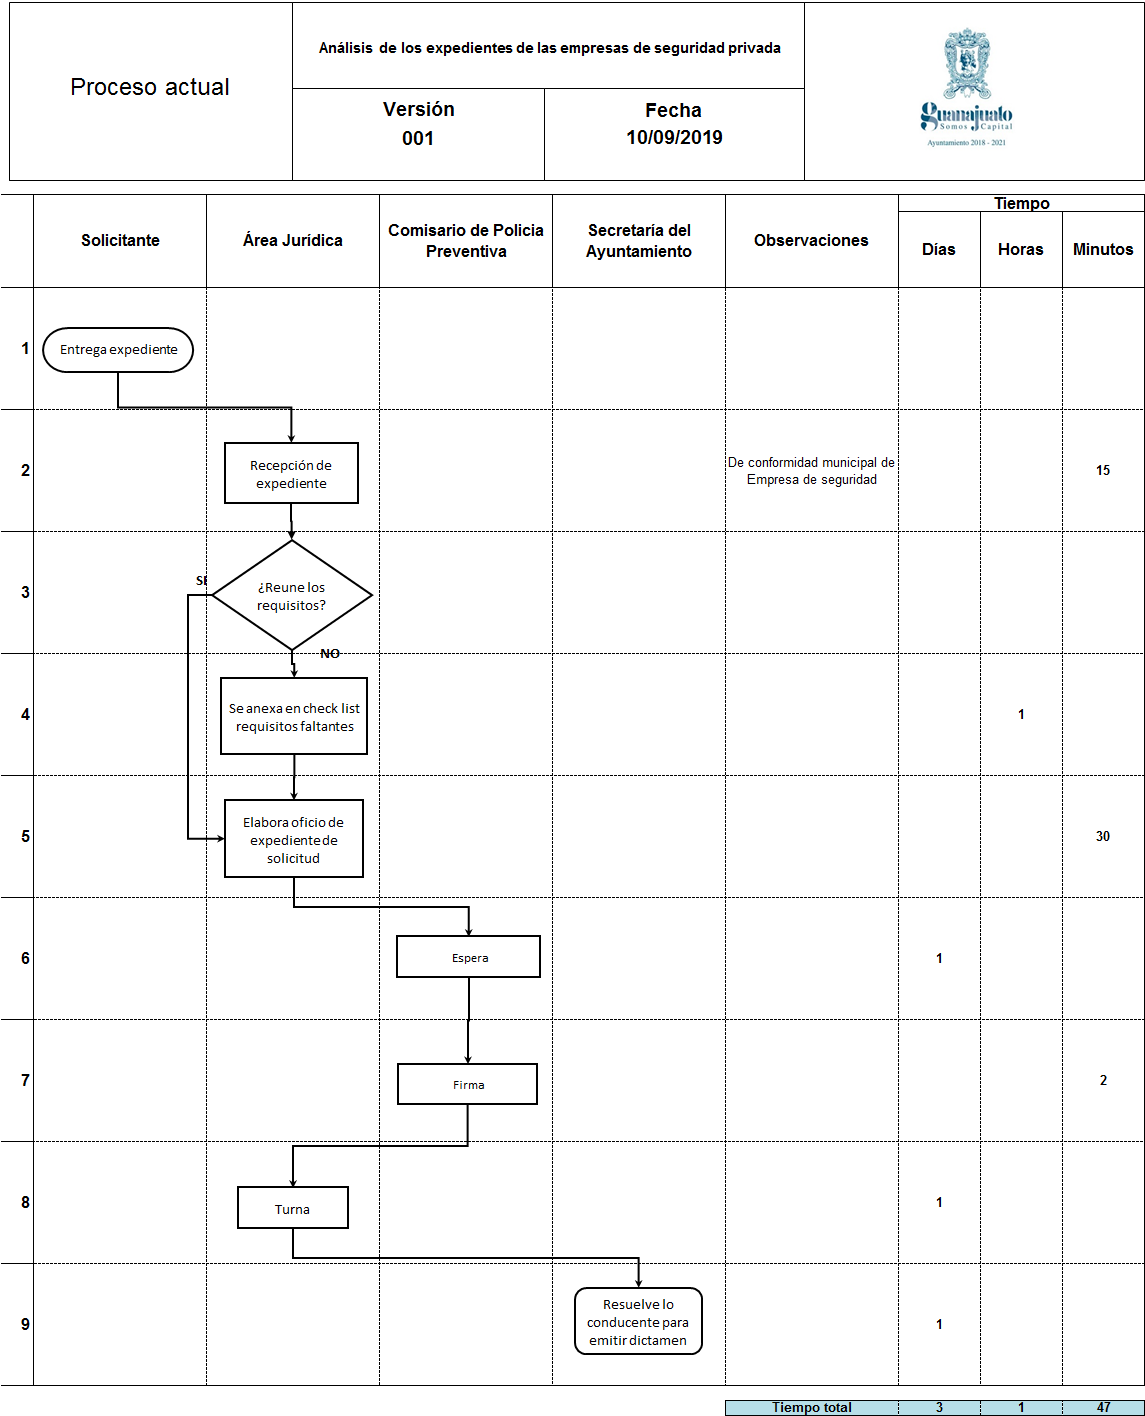 Proceso actual
Análisis de los expedientes de las empresas de seguridad privada
Versión
001
Fecha
10/09/2019
Guanajuato
Somos Capital
Ayuntamiento 2018 - 2021
Solicitante
Área Jurídica
Comisario de Policia
Preventiva
Secretaría del
Ayuntamiento
Observaciones
Tiempo
Días
Horas
Minutos
1
Entrega expediente
2
Recepción de
expediente
De conformidad municipal de
Empresa de seguridad
15
3
SI
¿Reune los
requisitos?
NO
4
Se anexa en check list
requisitos faltantes
1
5
Elabora oficio de
expediente de
solicitud
30
6
Espera
1
7
Firma
2
8
Turna
1
9
Resuelve lo
conducente para
emitir dictamen
1
Tiempo total
3
1
47